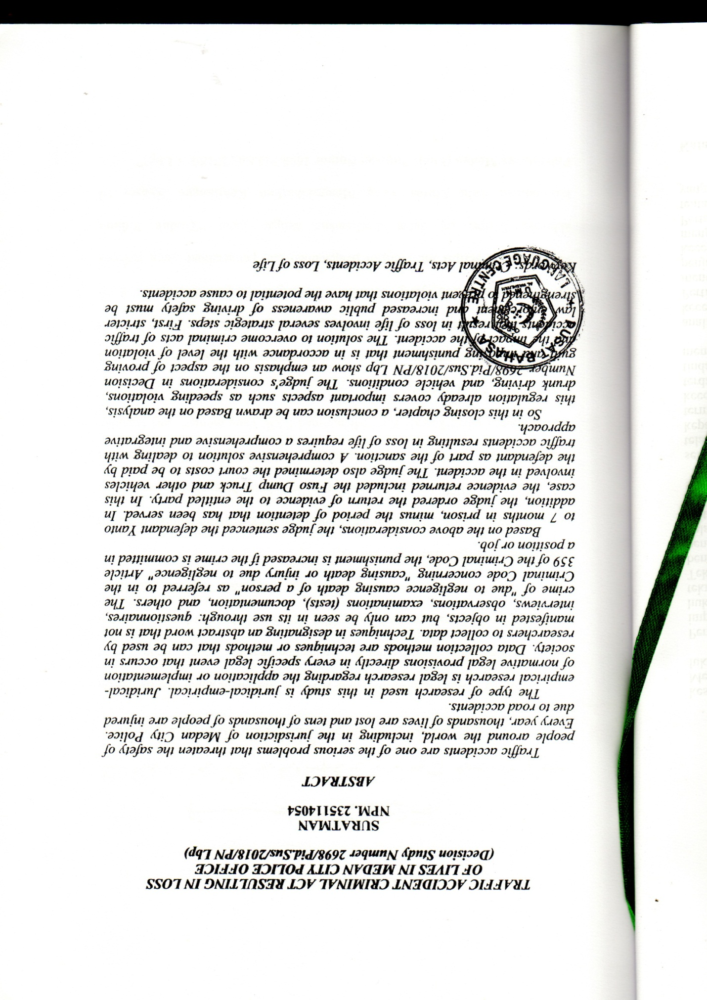 TRAFFIC ACCIDENT CRIMINAL ACT RESULTING IN LOSS
OF LIVES IN MEDAN CITY POLICE OFFICE
(Decision Study Number 2698/Pid.Sus/2018/PN Lbp)
SURATMAN
NPM. 235114054
ABSTRACT
Traffic accidents are one of the serious problems that threaten the safety of
people around the world, including in the jurisdiction of Medan City Police.
Every year, thousands of lives are lost and tens of thousands of people are injured
due to road accidents.
The type of research used in this study is juridical-empirical. Juridical-
empirical research is legal research regarding the application or implementation
of normative legal provisions directly in every specific legal event that occurs in
society. Data collection methods are techniques or methods that can be used by
researchers to collect data. Techniques in designating an abstract word that is not
manifested in objects, but can only be seen in its use through: questionnaires,
interviews, observations, examinations (tests), documentation, and others. The
crime of "due to negligence causing death of a person" as referred to in the
Criminal Code concerning "causing death or injury due to negligence" Article
359 of the Criminal Code, the punishment is increased if the crime is committed in
a position or job.
Based on the above considerations, the judge sentenced the defendant Yanto
to 7 months in prison, minus the period of detention that has been served. In
addition, the judge ordered the return of evidence to the entitled party. In this
case, the evidence returned included the Fuso Dump Truck and other vehicles
involved in the accident. The judge also determined the court costs to be paid by
the defendant as part of the sanction. A comprehensive solution to dealing with
traffic accidents resulting in loss of life requires a comprehensive and integrative
approach.
So in this closing chapter, a conclusion can be drawn Based on the analysis,
this regulation already covers important aspects such as speeding violations,
drunk driving, and vehicle conditions. The judge's considerations in Decision
Number 2698/Pid.Sus/2018/PN Lbp show an emphasis on the aspect of proving
guilt and imposing punishment that is in accordance with the level of violation
and the impact of the accident. The solution to overcome criminal acts of traffic
accidents that result in loss of life involves several strategic steps. First, stricter
law enforcement and increased public awareness of driving safety must be
strengthened to prevent violations that have the potential to cause accidents.
Keywords: Criminal Acts, Traffic Accidents, Loss of Life
PUSAT BAHASA
UMN
AL WASHLIYAH
LANGUAGE CENTRE